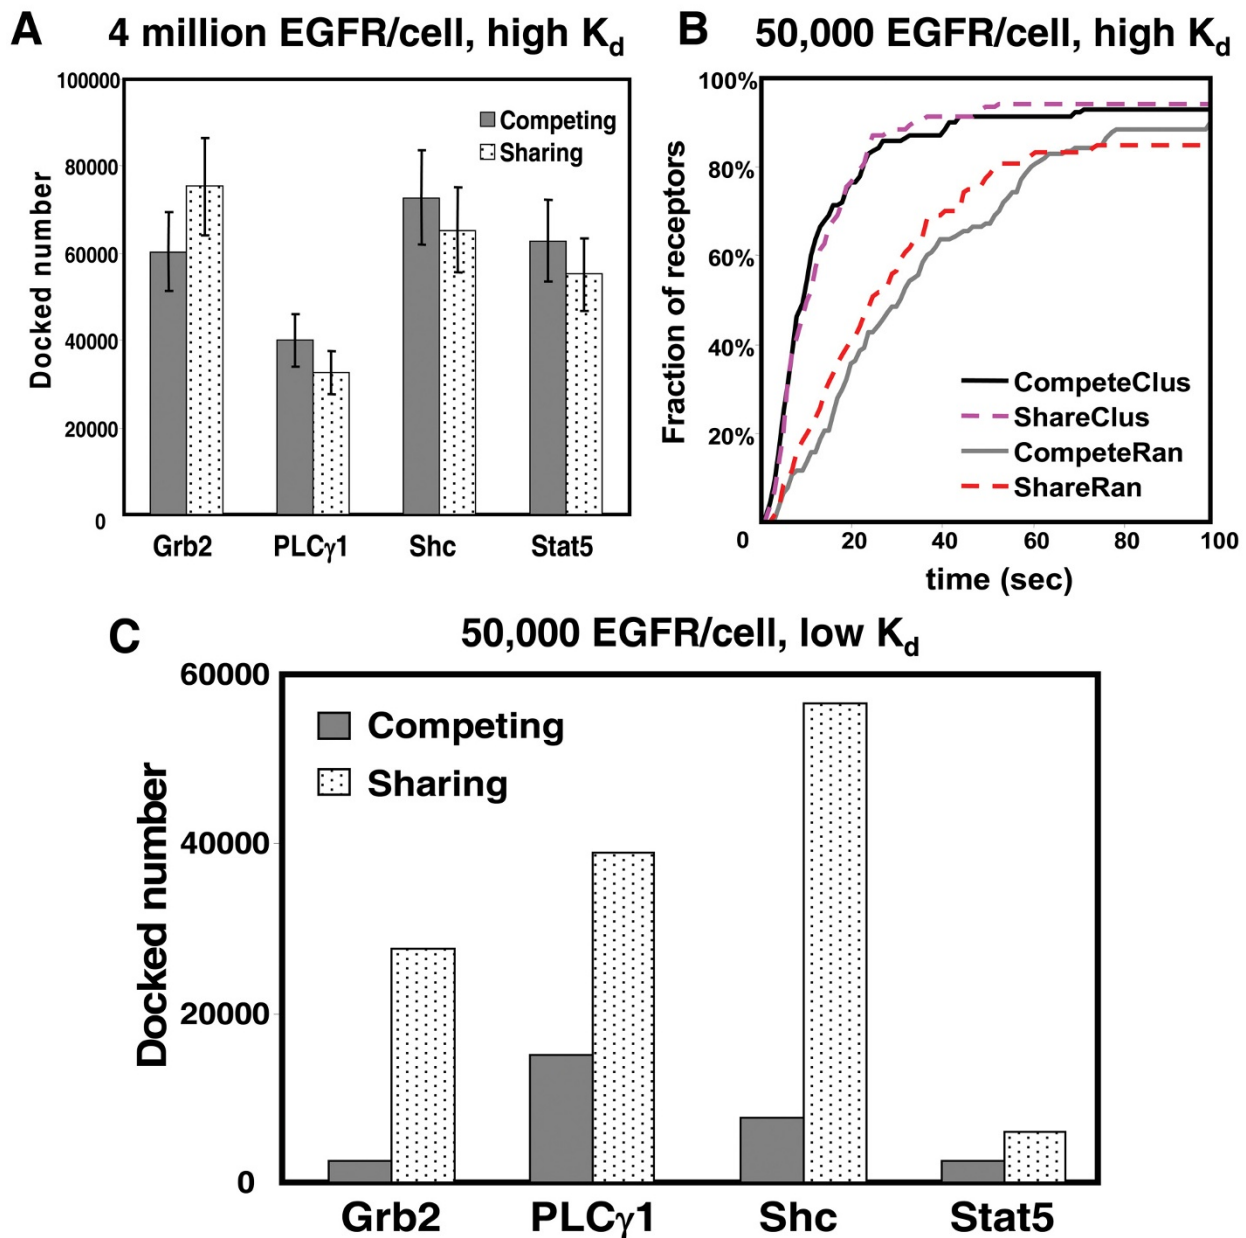 A
4 million EGFR/cell, high Kd
100000
80000
60000
40000
20000
0
Docked number
Competing
Sharing
Grb2
PLCγ1
Shc
Stat5
B
50,000 EGFR/cell, high Kd
100%
80%
60%
40%
20%
Fraction of receptors
CompeteClus
ShareClus
CompeteRan
ShareRan
0
20
40
60
80
100
time (sec)
C
50,000 EGFR/cell, low Kd
60000
40000
20000
0
Docked number
Competing
Sharing
Grb2
PLCγ1
Shc
Stat5